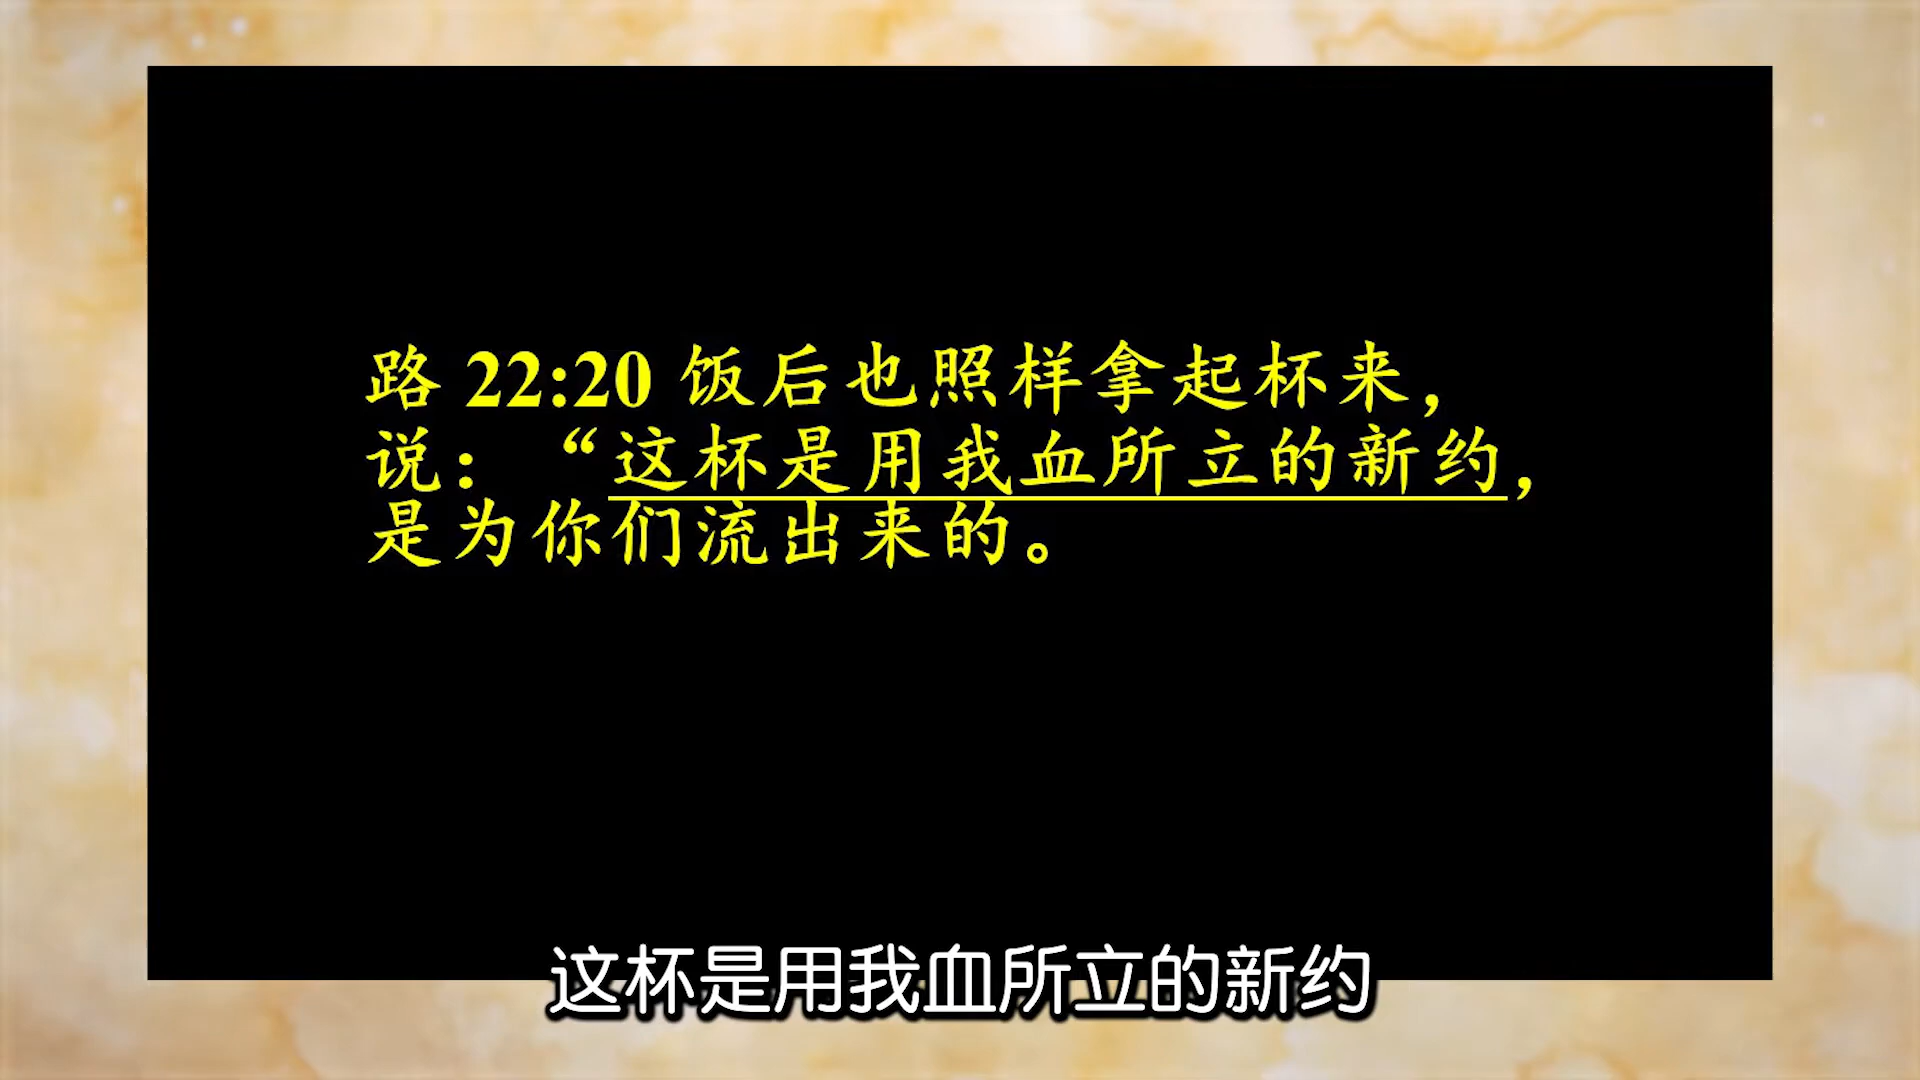 路 22:20 饭后也照样拿起杯来，
说：“这杯是用我血所立的新约，
是为你们流出来的。
这杯是用我血所立的新约